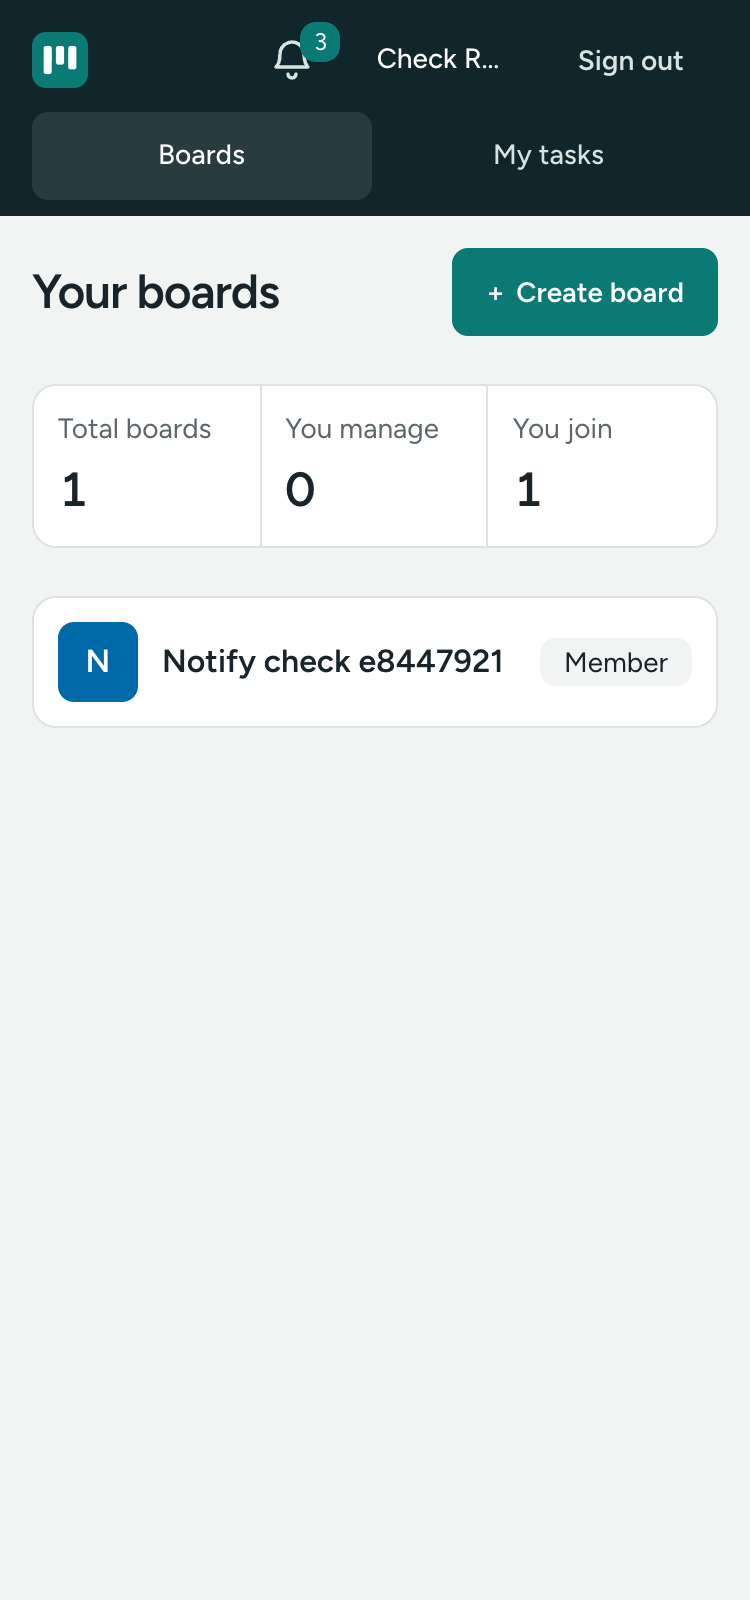 3
Check R...
Sign out
Boards
My tasks
Your boards
+ Create board
Total boards
You manage
You join
1
0
1
N
Notify check e8447921
Member